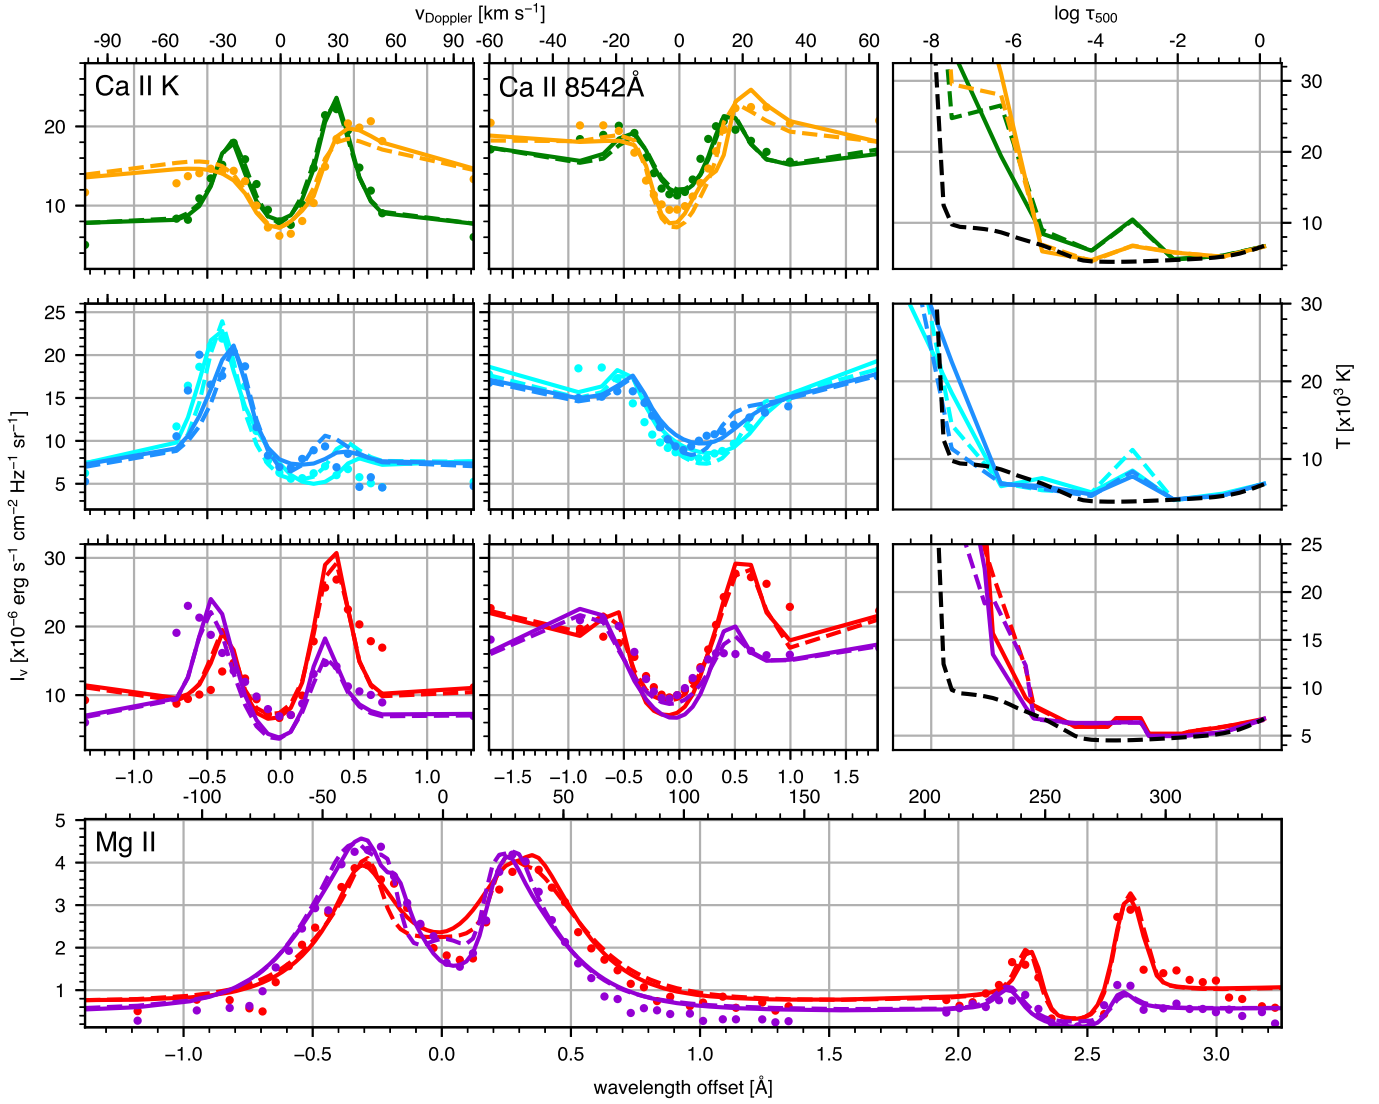 v_Doppler [km s⁻¹] log τ₅₀₀
-90 -60 -30 0 30 60 90 -60 -40 -20 0 20 40 60 -8 -6 -4 -2 0
Ca II K Ca II 8542Å
20
10
30
20
10
25
20
15
10
5
30
20
10
30
20
10
25
20
15
10
5
I_ν [x10⁻⁶ erg s⁻¹ cm⁻² Hz⁻¹ sr⁻¹]
T [x10³ K]
−1.0 −0.5 0.0 0.5 1.0 −1.5 −1.0 −0.5 0.0 0.5 1.0 1.5
-100 -50 0 50 100 150 200 250 300
Mg II
5
4
3
2
1
−1.0 −0.5 0.0 0.5 1.0 1.5 2.0 2.5 3.0
wavelength offset [Å]